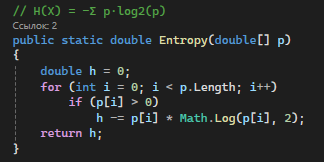 // H(X) = −Σ p·log2(p)
Ссылок: 2
public static double Entropy(double[] p)
{
    double h = 0;
    for (int i = 0; i < p.Length; i++)
        if (p[i] > 0)
            h -= p[i] * Math.Log(p[i], 2);
    return h;
}